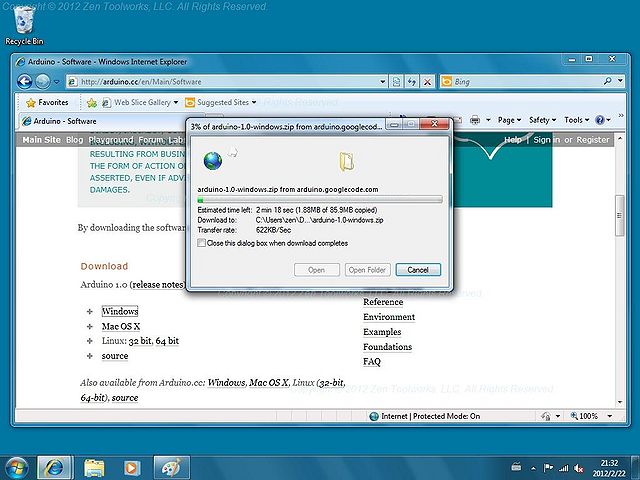 Copyright © 2012 Zen Toolworks, LLC. All Rights Reserved.
Recycle Bin
Arduino - Software - Windows Internet Explorer
http://arduino.cc/en/Main/Software
Bing
Favorites
Web Slice Gallery
Suggested Sites
Arduino - Software
Page
Safety
Tools
Main Site Blog Playground Forum Lab
Help | Sign in or Register
3% of arduino-1.0-windows.zip from arduino.googlecod...
RESULTING FROM BUSIN
THE FORM OF ACTION O
ASSERTED, EVEN IF ADVI
DAMAGES.
arduino-1.0-windows.zip from arduino.googlecode.com
Estimated time left: 2 min 18 sec (1.88MB of 85.9MB copied)
Download to: C:\Users\zen\D...\arduino-1.0-windows.zip
Transfer rate: 622KB/Sec
Close this dialog box when download completes
Open
Open Folder
Cancel
By downloading the softwar
Download
Arduino 1.0 (release notes)
Windows
Mac OS X
Linux: 32 bit, 64 bit
source
Also available from Arduino.cc: Windows, Mac OS X, Linux (32-bit,
64-bit), source
Reference
Environment
Examples
Foundations
FAQ
Copyright © 2012 Zen Toolworks, LLC. All Rights Reserved.
Internet | Protected Mode: On
100%
21:32
2012/2/22